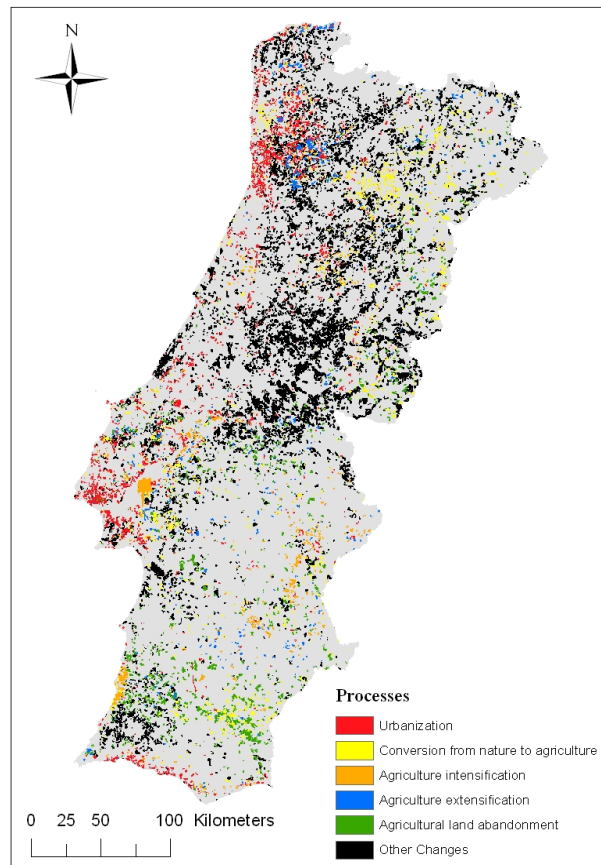 N
Processes
Urbanization
Conversion from nature to agriculture
Agriculture intensification
Agriculture extensification
Agricultural land abandonment
Other Changes
0 25 50 100 Kilometers